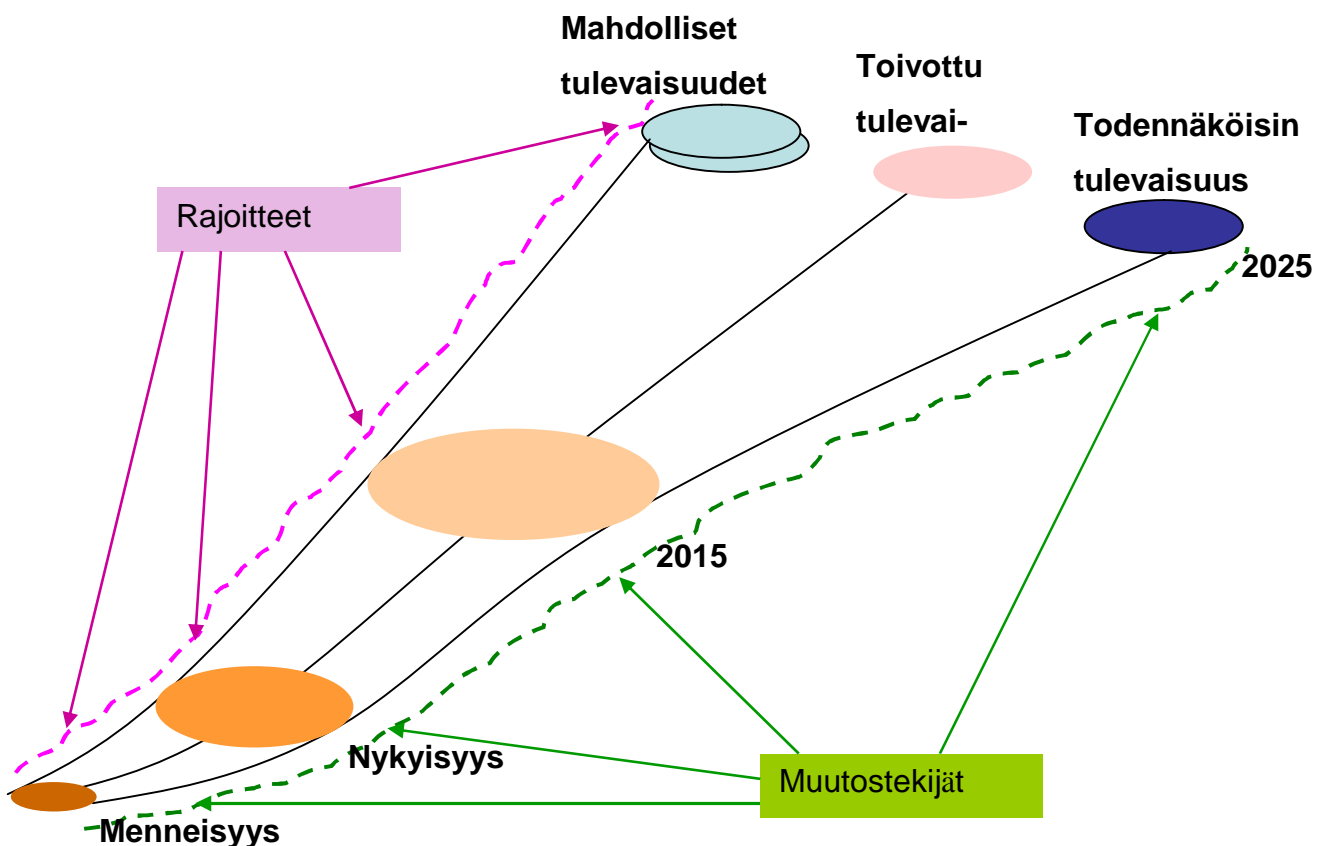 Mahdolliset
tulevaisuudet
Toivottu
tulevai-
Todennäköisin
tulevaisuus
Rajoitteet
2025
2015
Nykyisyys
Muutostekijät
Menneisyys